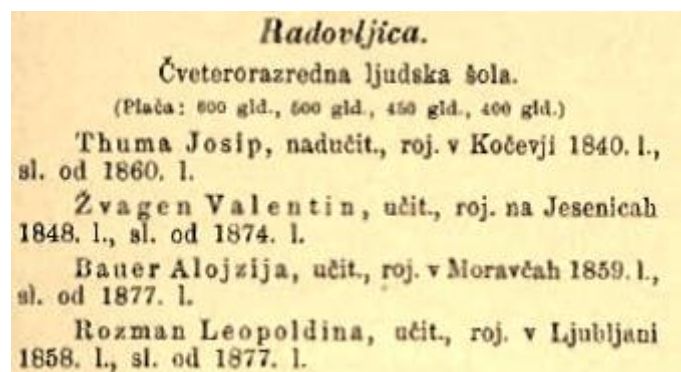 Radovljica.
Čveterorazredna ljudska šola.
(Plača: 600 gld., 500 gld., 450 gld., 400 gld.)
Thuma Josip, nadučit., roj. v Kočevji 1840. l.,
sl. od 1860. l.
Žvagen Valentin, učit., roj. na Jesenicah
1848. l., sl. od 1874. l.
Bauer Alojzija, učit., roj. v Moravčah 1859. l.,
sl. od 1877. l.
Rozman Leopoldina, učit., roj. v Ljubljani
1858. l., sl. od 1877. l.